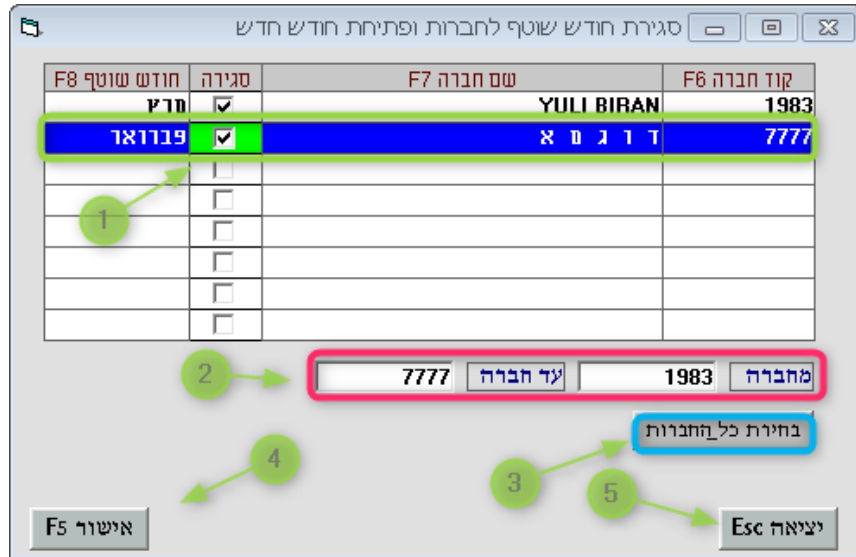 סגירת חודש שוטף לחברות ופתיחת חודש חדש
קוד חברה F6 שם חברה F7 סגירה חודש שוטף F8
1983 YULI BIRAN מרץ
7777 ד ו ג מ א פברואר
1
2
מחברה 1983 עד חברה 7777
בחירת כל החברות
3
4
5
יציאה Esc
אישור F5